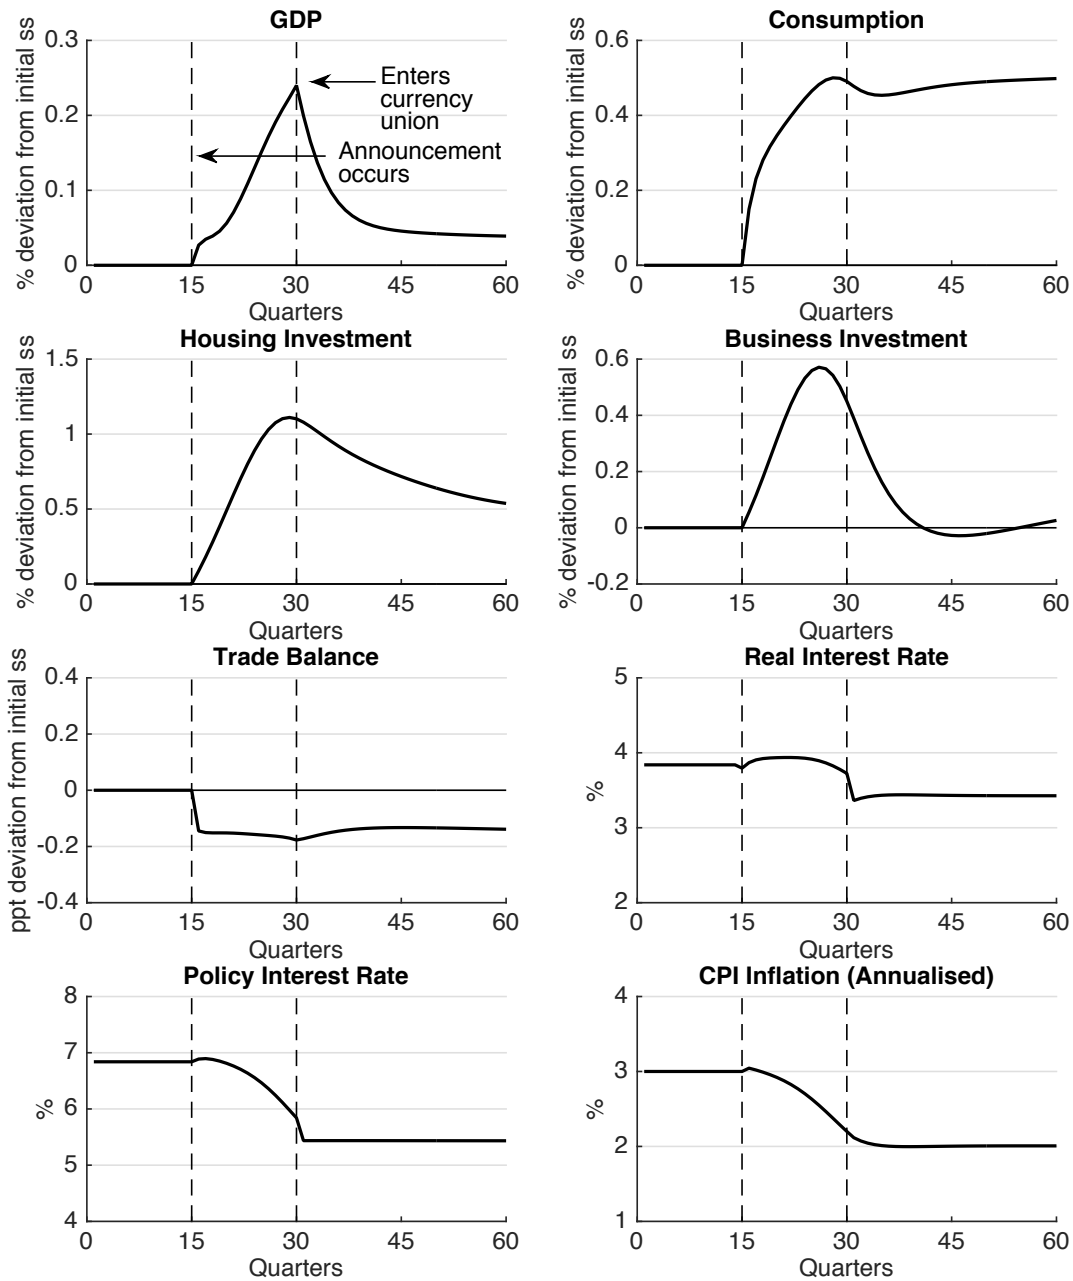 GDP
% deviation from initial ss
0.3
0.2
0.1
0
Enters
currency
union
Announcement
occurs
0 15 30 45 60
Quarters
Consumption
% deviation from initial ss
0.6
0.4
0.2
0
0 15 30 45 60
Quarters
Housing Investment
% deviation from initial ss
1.5
1
0.5
0
0 15 30 45 60
Quarters
Business Investment
% deviation from initial ss
0.6
0.4
0.2
0
-0.2
0 15 30 45 60
Quarters
Trade Balance
ppt deviation from initial ss
0.4
0.2
0
-0.2
-0.4
0 15 30 45 60
Quarters
Real Interest Rate
%
5
4
3
2
0 15 30 45 60
Quarters
Policy Interest Rate
%
8
7
6
5
4
0 15 30 45 60
Quarters
CPI Inflation (Annualised)
%
4
3
2
1
0 15 30 45 60
Quarters